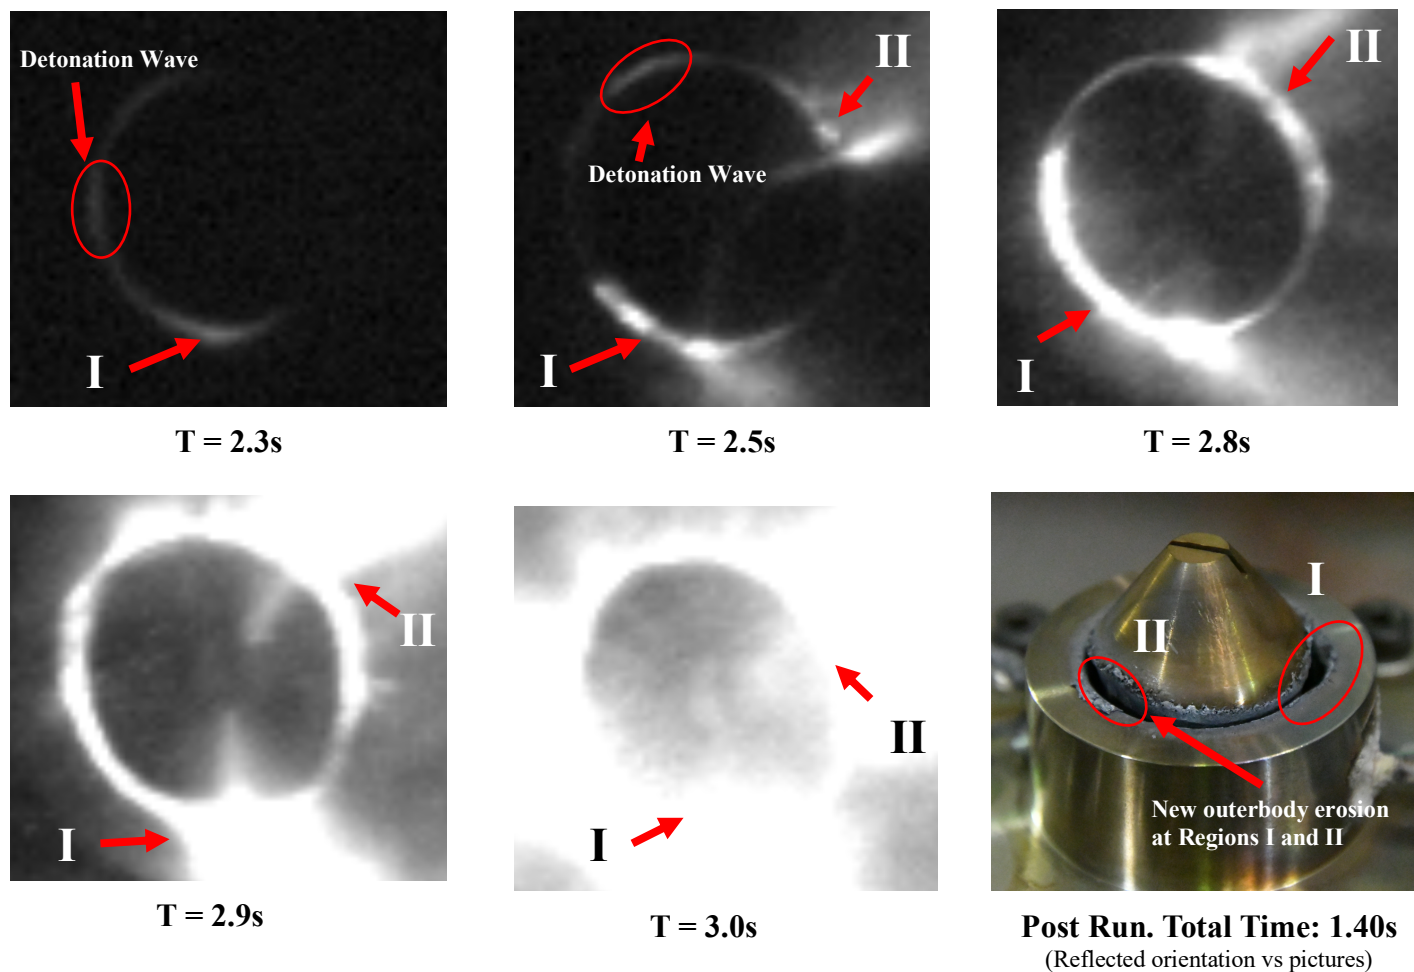 Detonation Wave
I
T = 2.3s
II
Detonation Wave
I
T = 2.5s
II
I
T = 2.8s
II
I
T = 2.9s
II
I
T = 3.0s
I
II
New outerbody erosion
at Regions I and II
Post Run. Total Time: 1.40s
(Reflected orientation vs pictures)